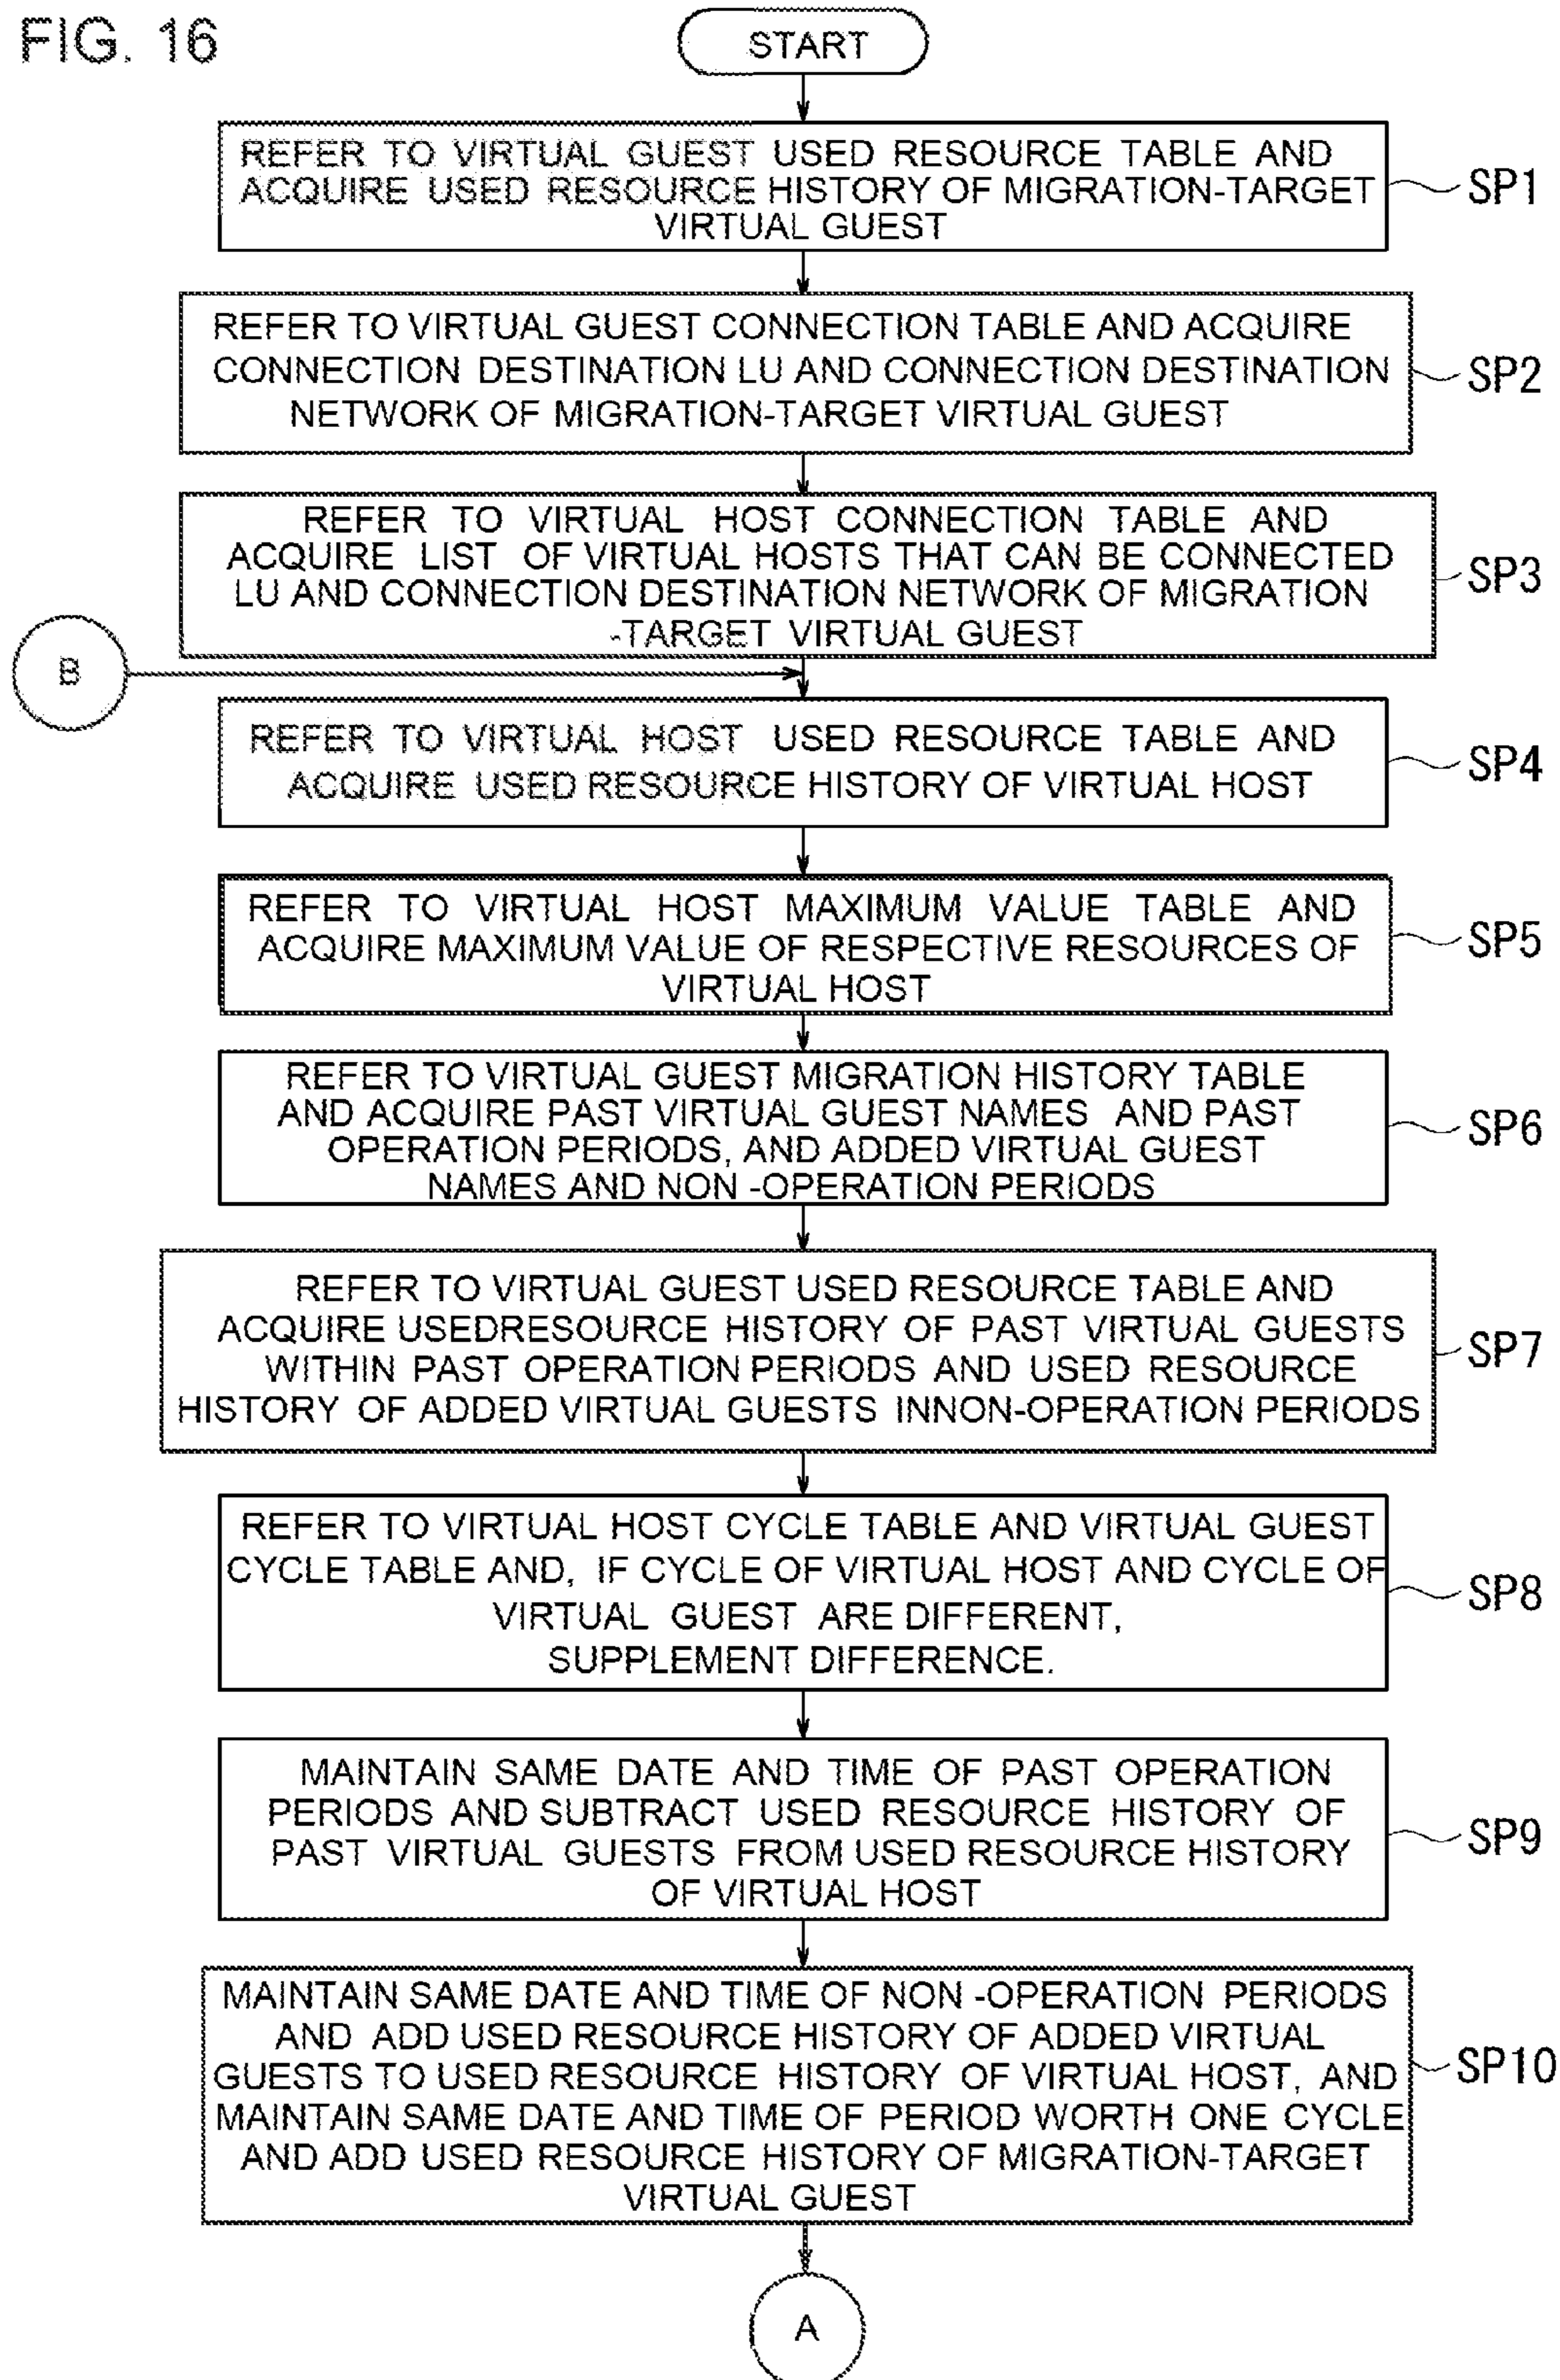 FIG. 16
START
REFER TO VIRTUAL GUEST USED RESOURCE TABLE AND
ACQUIRE USED RESOURCE HISTORY OF MIGRATION-TARGET
VIRTUAL GUEST
SP1
REFER TO VIRTUAL GUEST CONNECTION TABLE AND ACQUIRE
CONNECTION DESTINATION LU AND CONNECTION DESTINATION
NETWORK OF MIGRATION-TARGET VIRTUAL GUEST
SP2
REFER TO VIRTUAL HOST CONNECTION TABLE AND
ACQUIRE LIST OF VIRTUAL HOSTS THAT CAN BE CONNECTED
LU AND CONNECTION DESTINATION NETWORK OF MIGRATION
-TARGET VIRTUAL GUEST
SP3
B
REFER TO VIRTUAL HOST USED RESOURCE TABLE AND
ACQUIRE USED RESOURCE HISTORY OF VIRTUAL HOST
SP4
REFER TO VIRTUAL HOST MAXIMUM VALUE TABLE AND
ACQUIRE MAXIMUM VALUE OF RESPECTIVE RESOURCES OF
VIRTUAL HOST
SP5
REFER TO VIRTUAL GUEST MIGRATION HISTORY TABLE
AND ACQUIRE PAST VIRTUAL GUEST NAMES AND PAST
OPERATION PERIODS, AND ADDED VIRTUAL GUEST
NAMES AND NON -OPERATION PERIODS
SP6
REFER TO VIRTUAL GUEST USED RESOURCE TABLE AND
ACQUIRE USEDRESOURCE HISTORY OF PAST VIRTUAL GUESTS
WITHIN PAST OPERATION PERIODS AND USED RESOURCE
HISTORY OF ADDED VIRTUAL GUESTS INNON-OPERATION PERIODS
SP7
REFER TO VIRTUAL HOST CYCLE TABLE AND VIRTUAL GUEST
CYCLE TABLE AND, IF CYCLE OF VIRTUAL HOST AND CYCLE OF
VIRTUAL GUEST ARE DIFFERENT,
SUPPLEMENT DIFFERENCE.
SP8
MAINTAIN SAME DATE AND TIME OF PAST OPERATION
PERIODS AND SUBTRACT USED RESOURCE HISTORY OF
PAST VIRTUAL GUESTS FROM USED RESOURCE HISTORY
OF VIRTUAL HOST
SP9
MAINTAIN SAME DATE AND TIME OF NON -OPERATION PERIODS
AND ADD USED RESOURCE HISTORY OF ADDED VIRTUAL
GUESTS TO USED RESOURCE HISTORY OF VIRTUAL HOST, AND
MAINTAIN SAME DATE AND TIME OF PERIOD WORTH ONE CYCLE
AND ADD USED RESOURCE HISTORY OF MIGRATION-TARGET
VIRTUAL GUEST
SP10
A